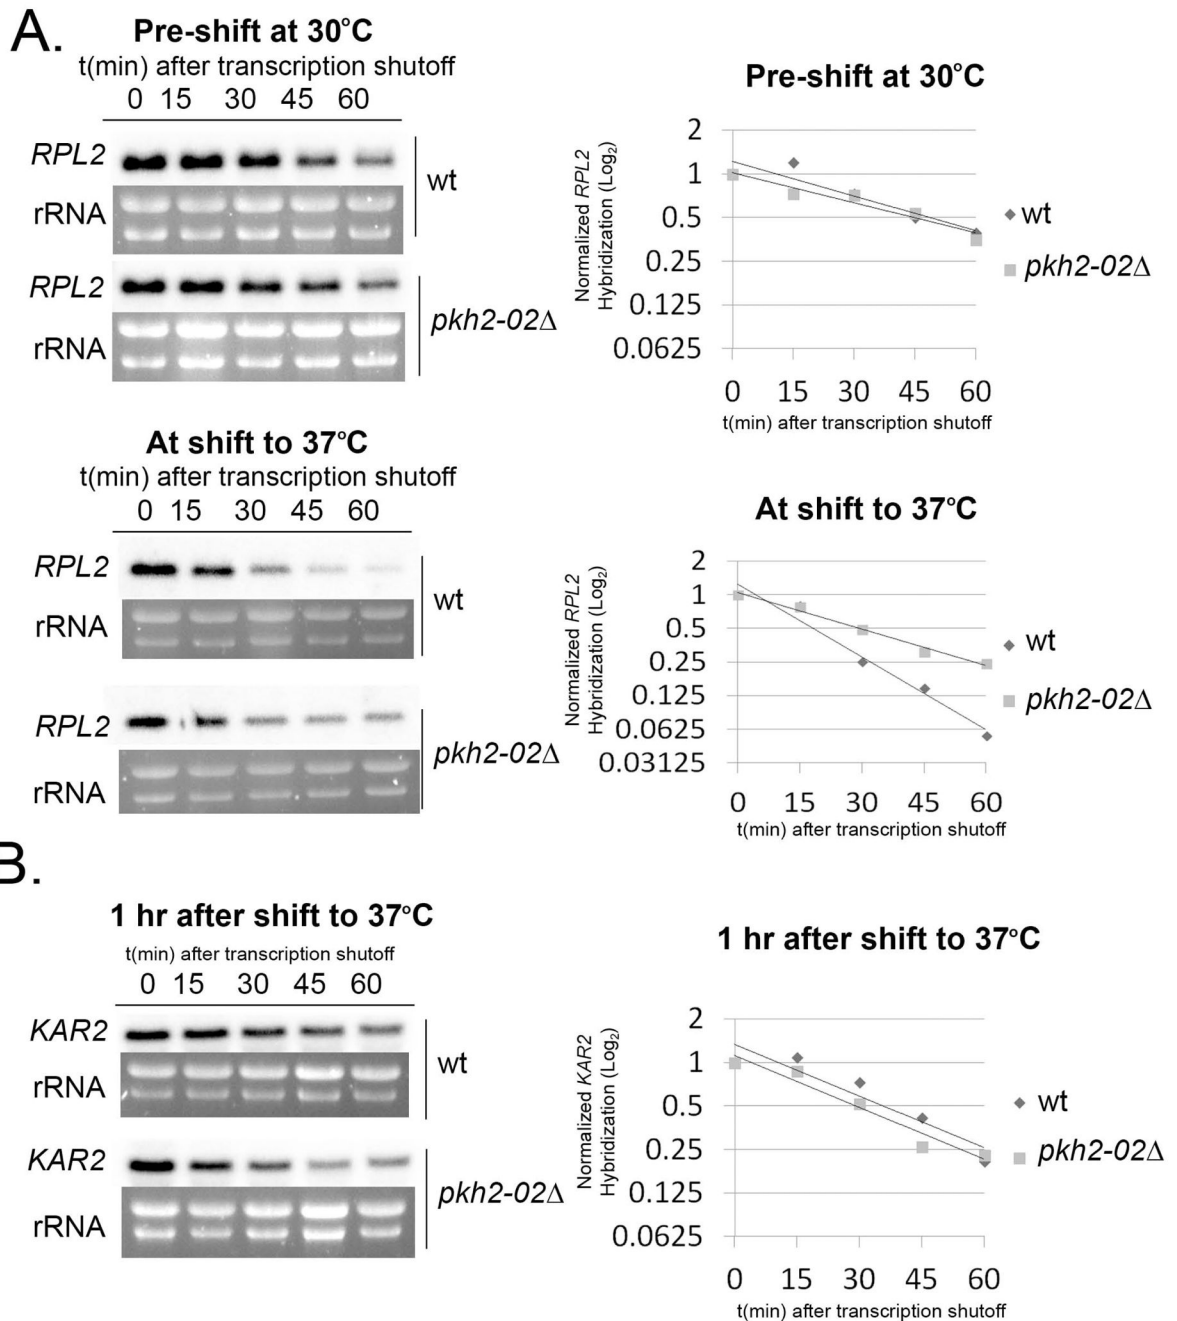 A.
Pre-shift at 30°C
t(min) after transcription shutoff
0 15 30 45 60
RPL2
rRNA
wt
RPL2
rRNA
pkh2-02Δ
Pre-shift at 30°C
Normalized RPL2
Hybridization (Log2)
2
1
0.5
0.25
0.125
0.0625
0 15 30 45 60
t(min) after transcription shutoff
wt
pkh2-02Δ
At shift to 37°C
t(min) after transcription shutoff
0 15 30 45 60
RPL2
rRNA
wt
RPL2
rRNA
pkh2-02Δ
At shift to 37°C
Normalized RPL2
Hybridization (Log2)
2
1
0.5
0.25
0.125
0.0625
0.03125
0 15 30 45 60
t(min) after transcription shutoff
wt
pkh2-02Δ
B.
1 hr after shift to 37°C
t(min) after transcription shutoff
0 15 30 45 60
KAR2
rRNA
wt
KAR2
rRNA
pkh2-02Δ
1 hr after shift to 37°C
Normalized KAR2
Hybridization (Log2)
2
1
0.5
0.25
0.125
0.0625
0 15 30 45 60
t(min) after transcription shutoff
wt
pkh2-02Δ